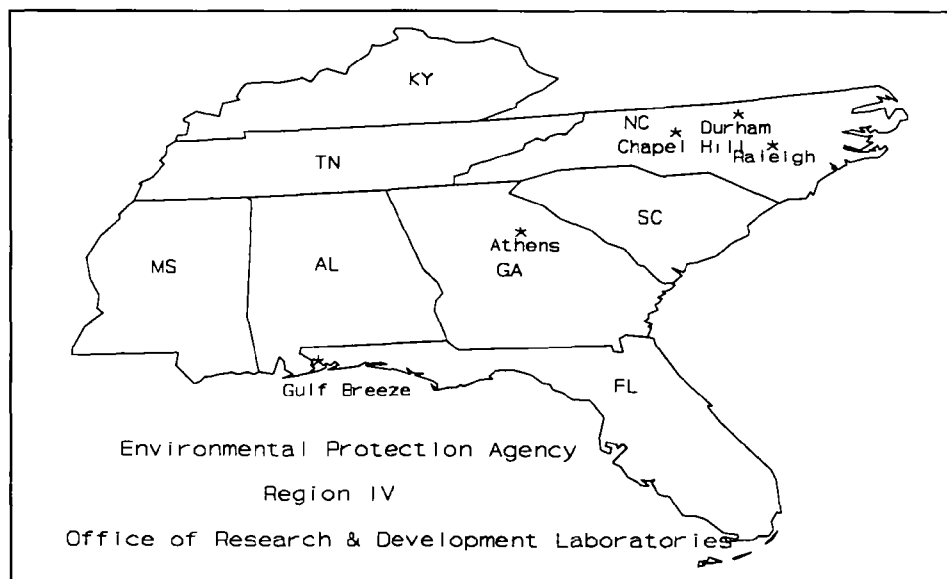 KY
NC
Durham
Chapel Hill
Raleigh
TN
SC
Athens
MS
AL
GA
Gulf Breeze
FL
Environmental Protection Agency
Region IV
Office of Research & Development Laboratories